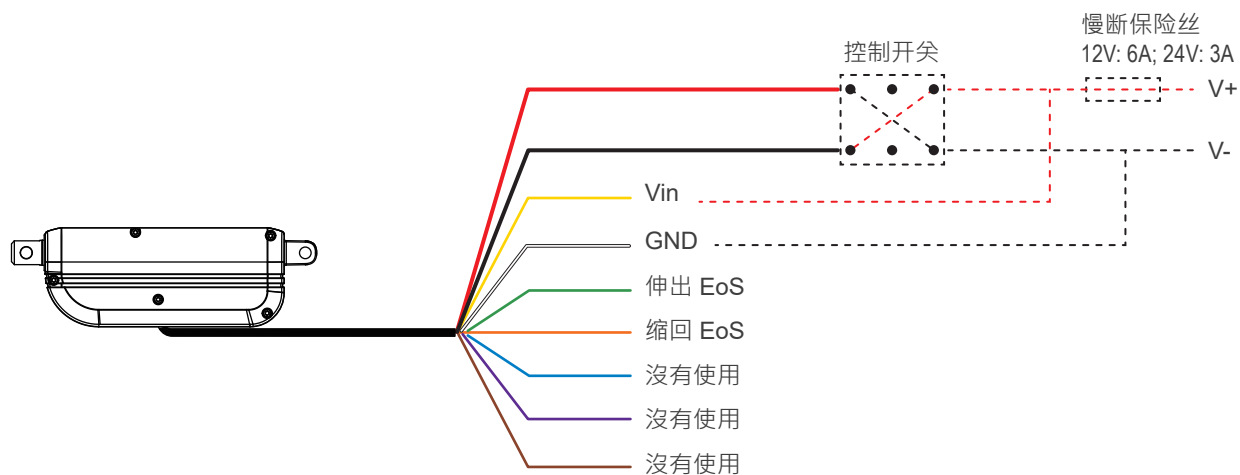 慢断保险丝
12V: 6A; 24V: 3A
控制开关
V+
V-
Vin
GND
伸出 EoS
缩回 EoS
沒有使用
沒有使用
沒有使用